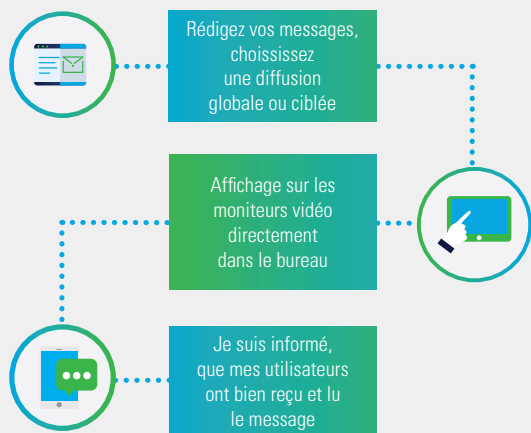 Rédigez vos messages,
choississez
une diffusion
globale ou ciblée
Affichage sur les
moniteurs vidéo
directement
dans le bureau
Je suis informé,
que mes utilisateurs
ont bien reçu et lu
le message